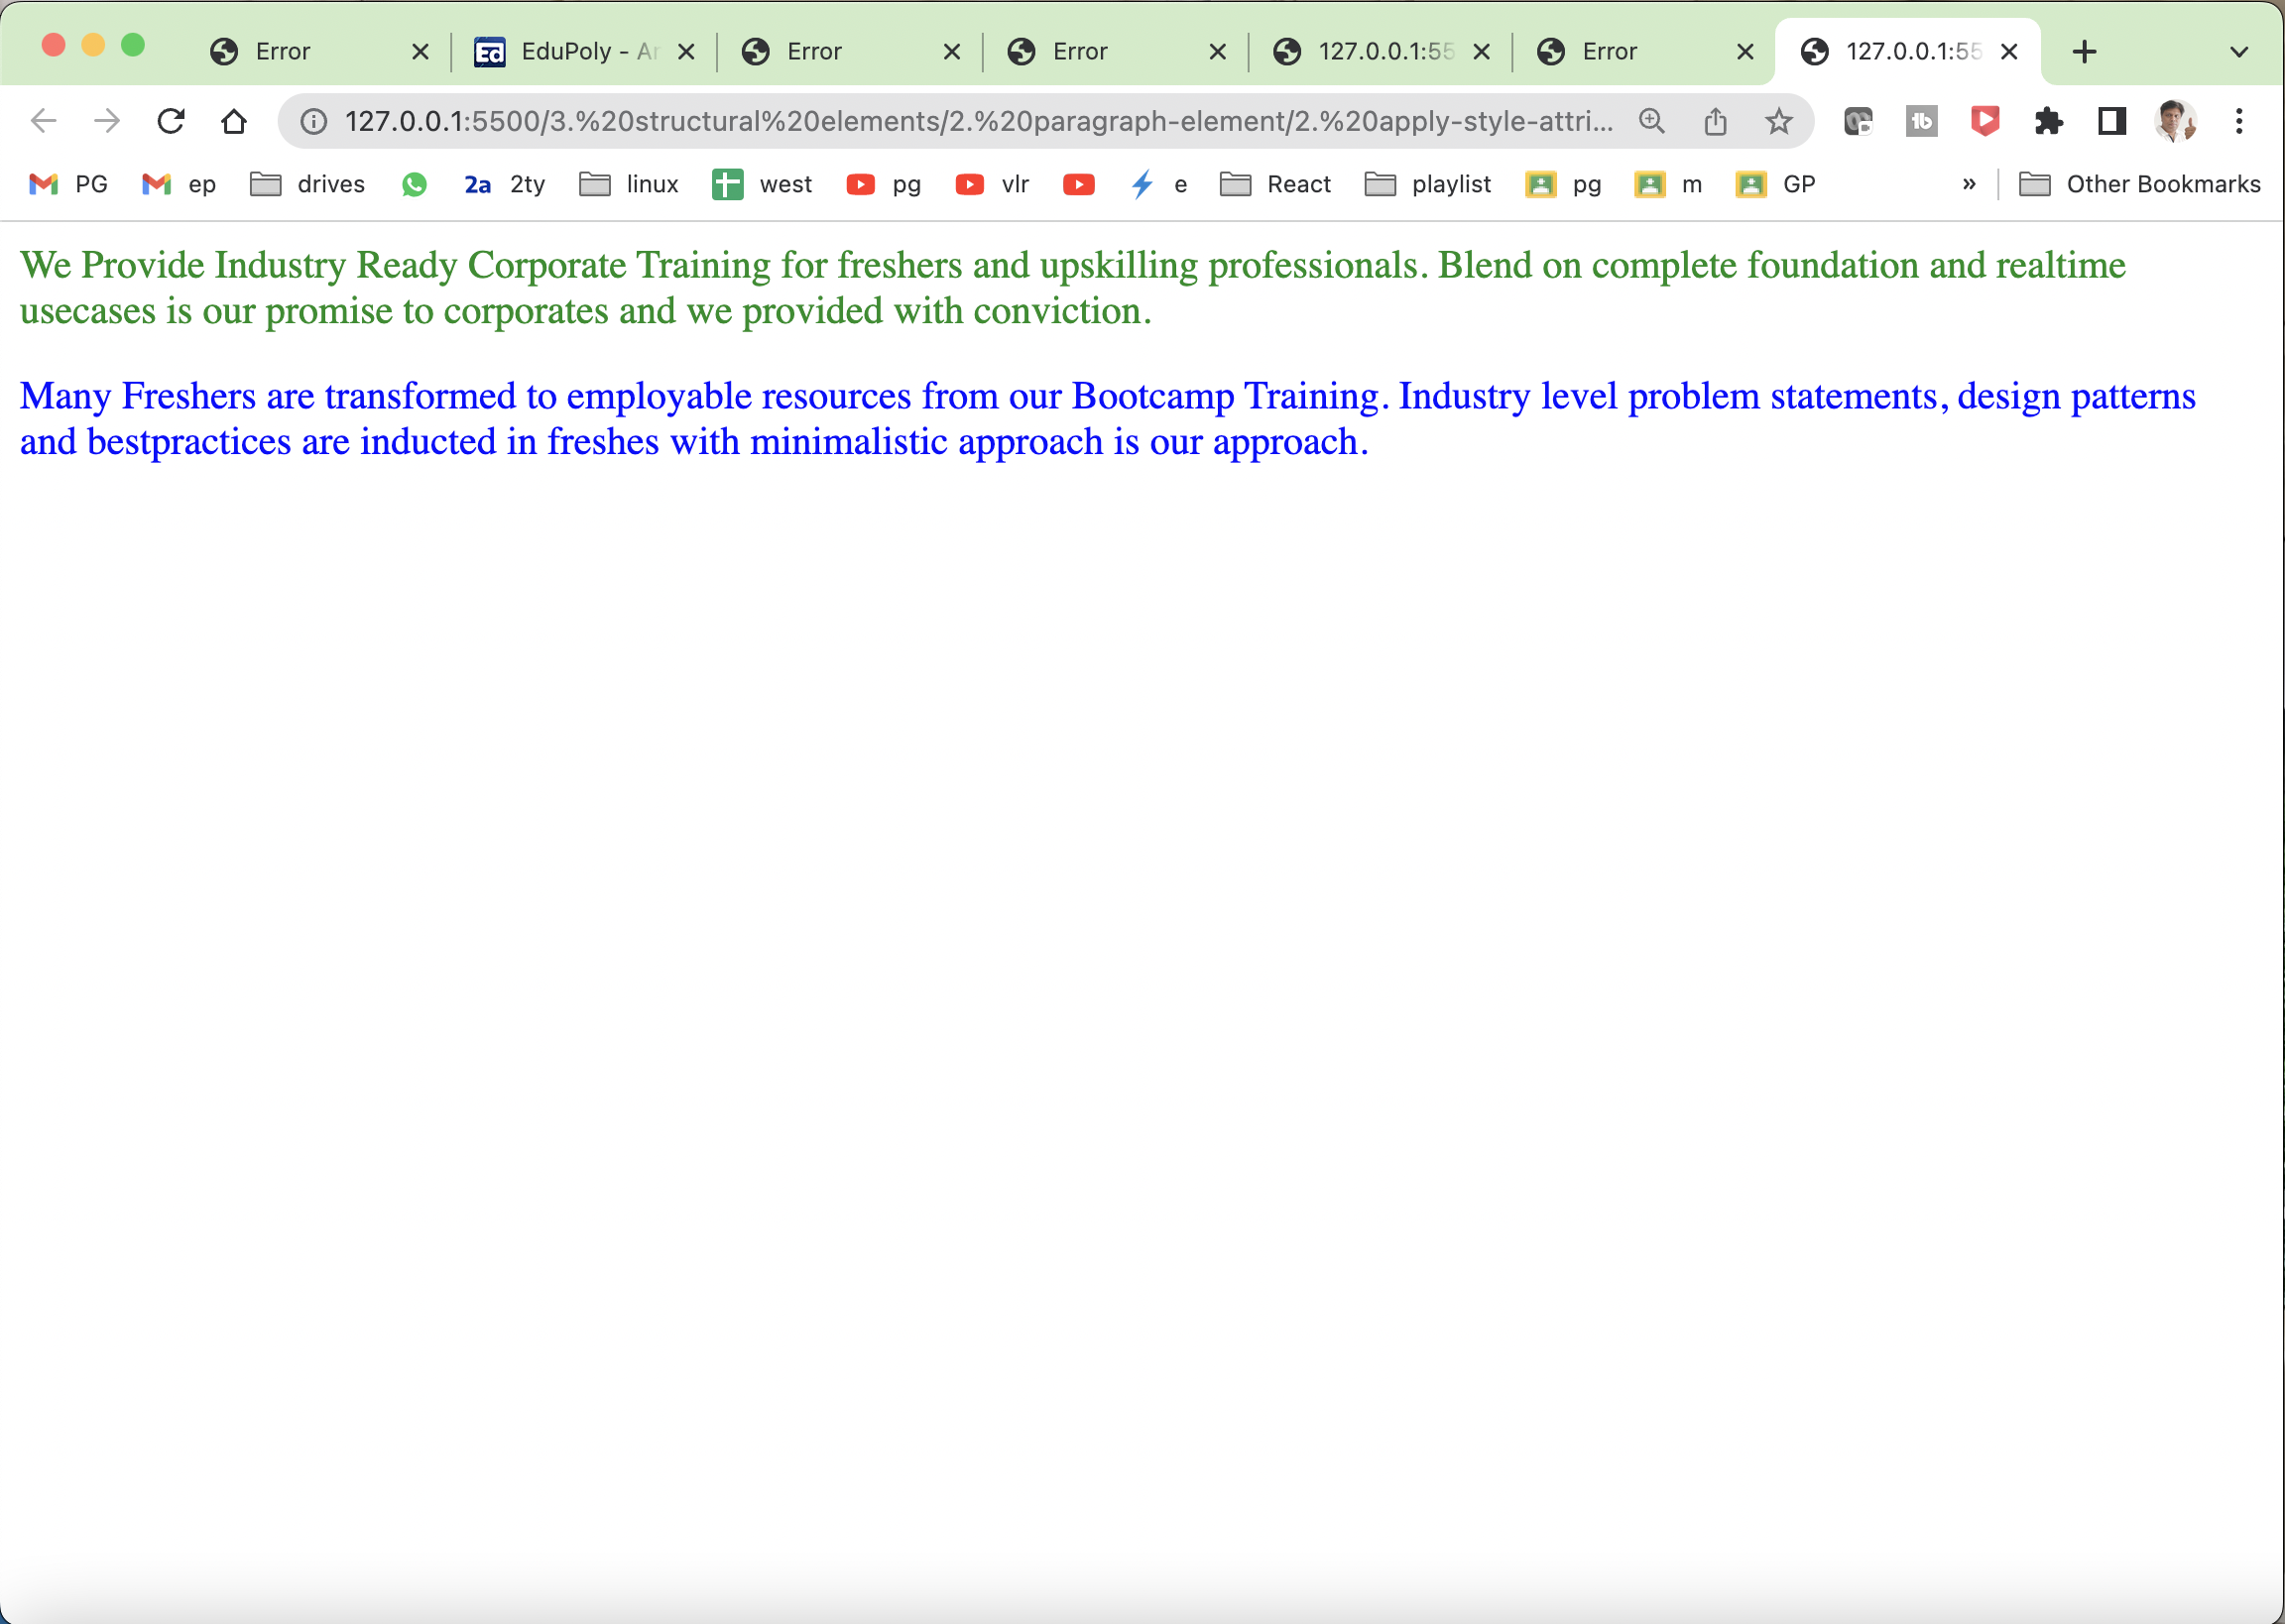 Error
EduPoly - Ar
Error
Error
127.0.0.1:55
Error
127.0.0.1:55
127.0.0.1:5500/3.%20structural%20elements/2.%20paragraph-element/2.%20apply-style-attri...
PG ep drives 2a 2ty linux west pg vlr e React playlist pg m GP » Other Bookmarks
We Provide Industry Ready Corporate Training for freshers and upskilling professionals. Blend on complete foundation and realtime
usecases is our promise to corporates and we provided with conviction.
Many Freshers are transformed to employable resources from our Bootcamp Training. Industry level problem statements, design patterns
and bestpractices are inducted in freshes with minimalistic approach is our approach.